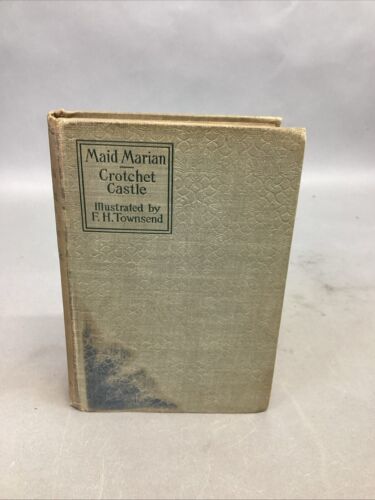 Maid Marian
Crotchet
Castle
Illustrated by
F. H. Townsend